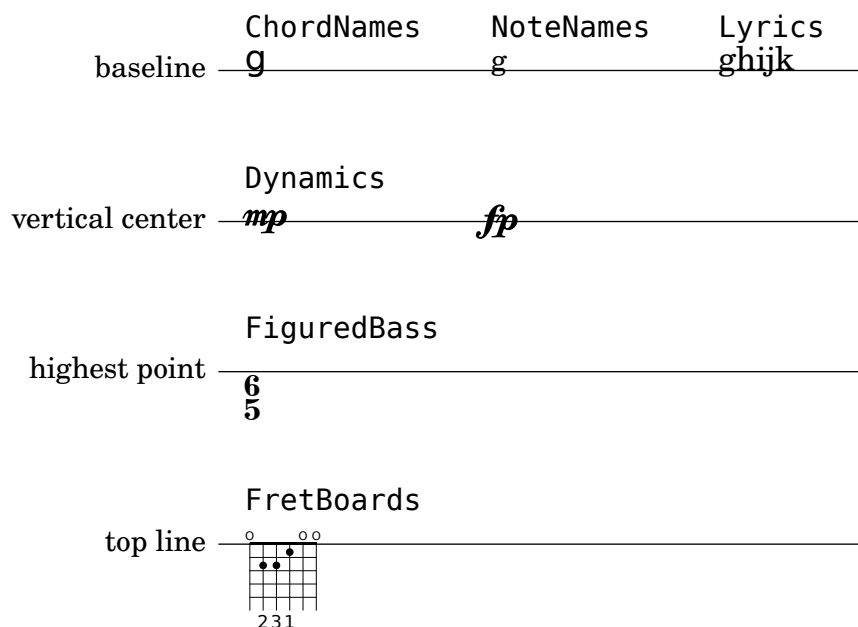 ChordNames NoteNames Lyrics
baseline g g ghijk
Dynamics
vertical center mp fp
FiguredBass
highest point
6
5
FretBoards
o o o
top line
231